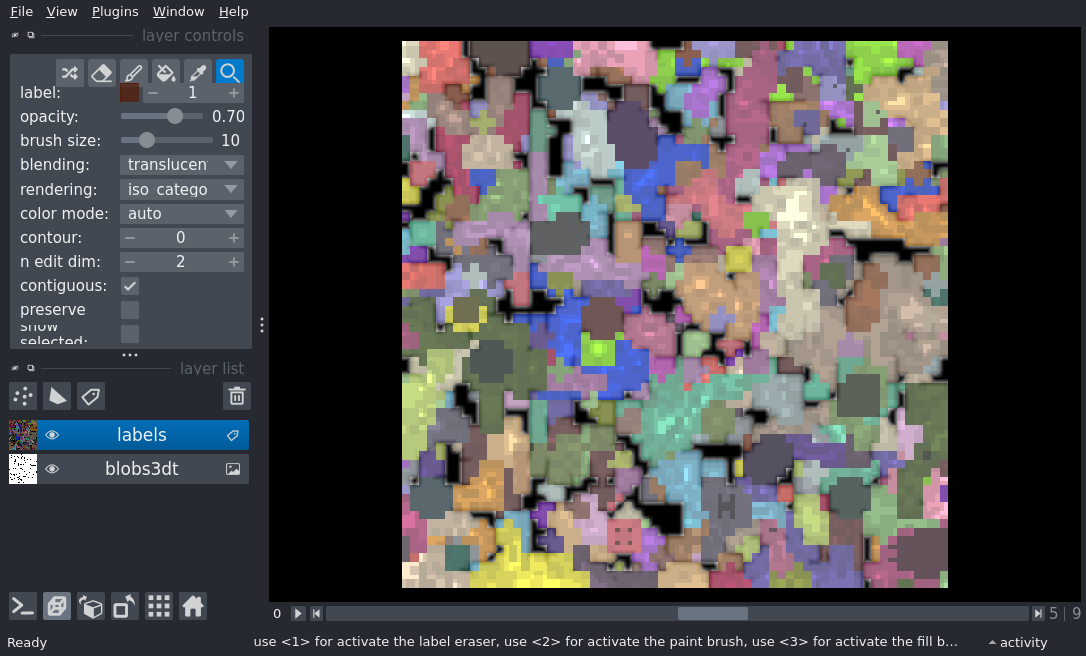 File View Plugins Window Help
layer controls
label: 1
opacity: 0.70
brush size: 10
blending: translucen
rendering: iso_catego
color mode: auto
contour: 0
n edit dim: 2
contiguous:
preserve
show
selected:
layer list
labels
blobs3dt
0 5 | 9
Ready use <1> for activate the label eraser, use <2> for activate the paint brush, use <3> for activate the fill b... activity